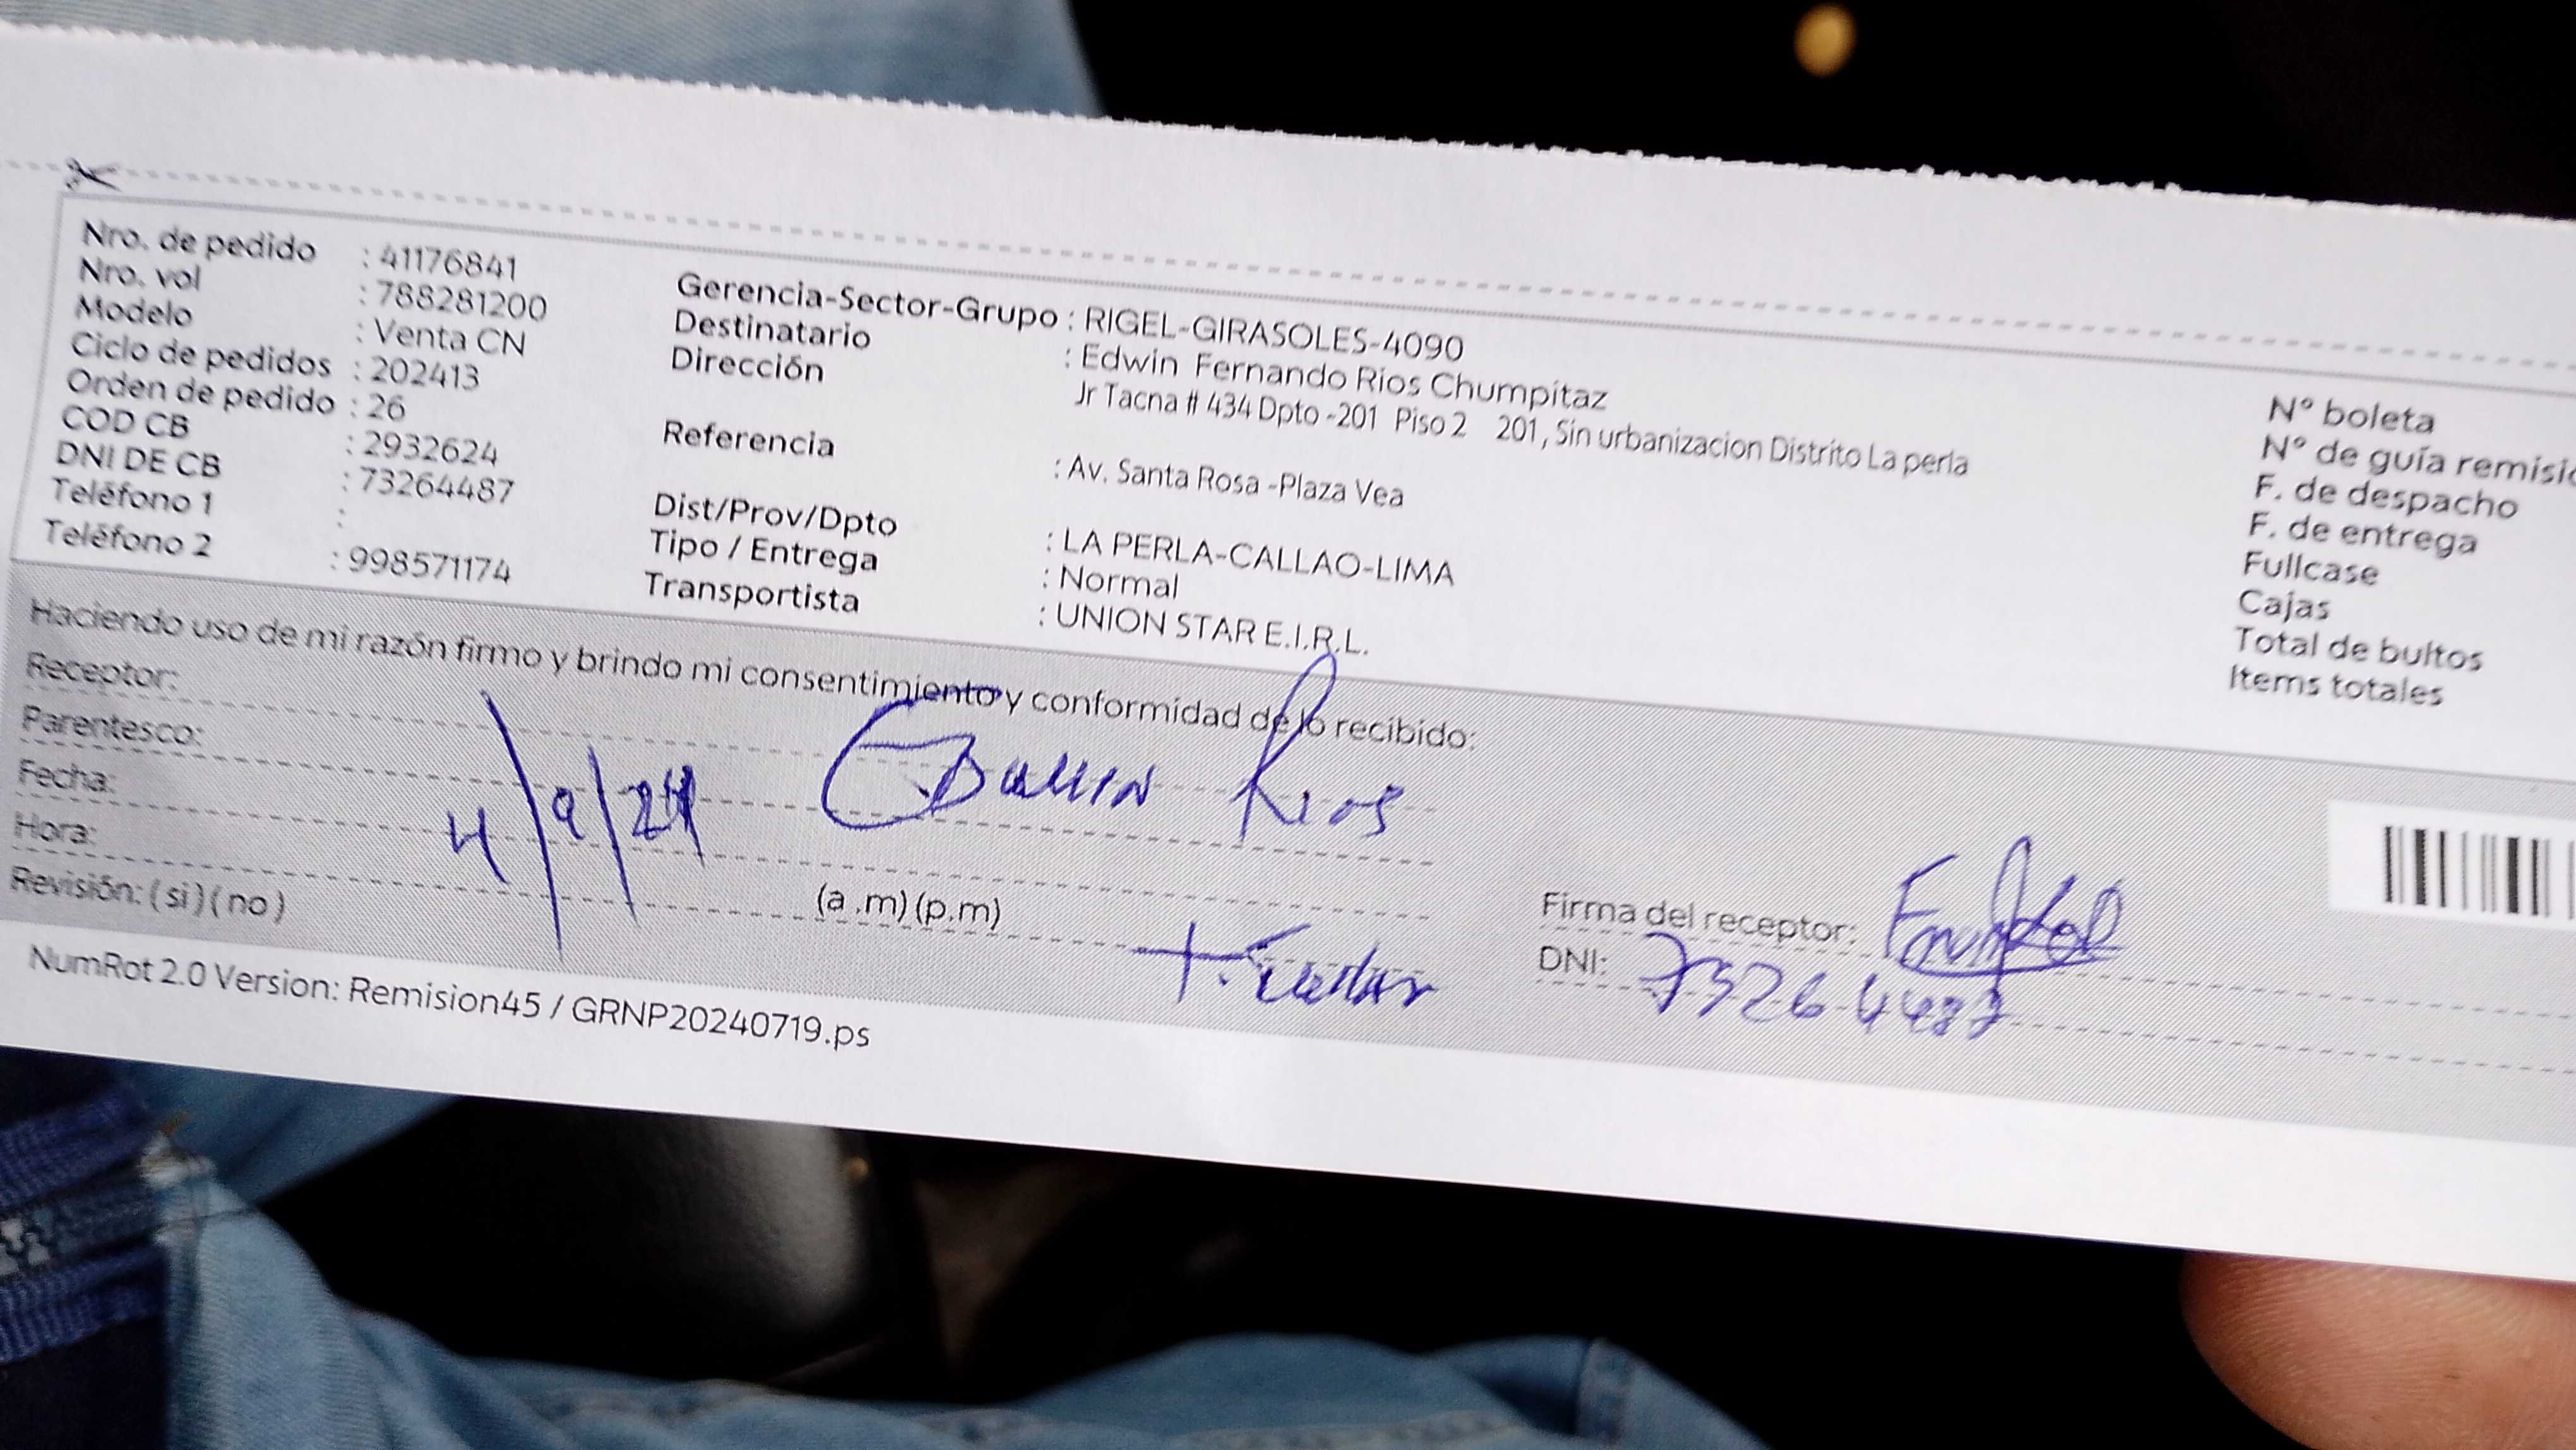 Nro. de pedido : 41176841
Nro. vol : 788281200
Modelo : Venta CN
Ciclo de pedidos : 202413
Orden de pedido : 26
COD CB : 2932624
DNI DE CB : 73264487
Teléfono 1 :
Teléfono 2 : 998571174
Gerencia-Sector-Grupo : RIGEL-GIRASOLES-4090
Destinatario : Edwin Fernando Rios Chumpitaz
Dirección Jr Tacna # 434 Dpto -201 Piso 2 201, Sin urbanizacion Distrito La perla
Referencia : Av. Santa Rosa -Plaza Vea
Dist/Prov/Dpto : LA PERLA-CALLAO-LIMA
Tipo / Entrega : Normal
Transportista : UNION STAR E.I.R.L.
N° boleta
N° de guía
F. de despacho
F. de entrega
Fullcase
Cajas
Total de bultos
Items totales
Haciendo uso de mi razón firmo y brindo mi consentimiento y conformidad de lo recibido:
Receptor:
Parentesco: Edwin Rios
Fecha: 4/9/24
Hora: (a .m) (p.m)
Revisión: ( si ) ( no )
Firma del receptor:
DNI: 73264487
NumRot 2.0 Version: Remision45 / GRNP20240719.ps